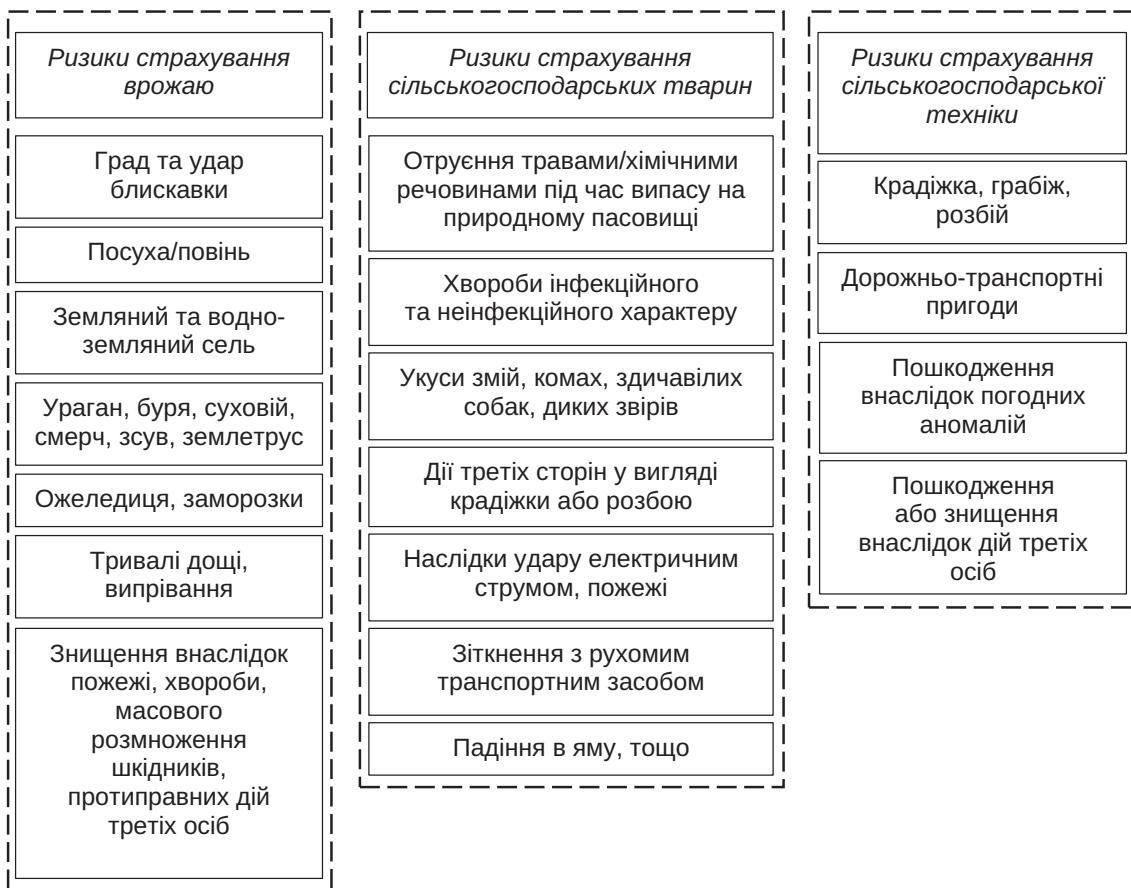 Ризики страхування
врожаю
Град та удар
блискавки
Посуха/повінь
Земляний та водно-
земляний сель
Ураган, буря, суховій,
смерч, зсув, землетрус
Ожеледиця, заморозки
Тривалі дощі,
випрівання
Знищення внаслідок
пожежі, хвороби,
масового
розмноження
шкідників,
протиправних дій
третіх осіб
Ризики страхування
сільськогосподарських тварин
Отруєння травами/хімічними
речовинами під час випасу на
природному пасовищі
Хвороби інфекційного
та неінфекційного характеру
Укуси змій, комах, здичавілих
собак, диких звірів
Дії третіх сторін у вигляді
крадіжки або розбою
Наслідки удару електричним
струмом, пожежі
Зіткнення з рухомим
транспортним засобом
Падіння в яму, тощо
Ризики страхування
сільськогосподарської
техніки
Крадіжка, грабіж,
розбій
Дорожньо-транспортні
пригоди
Пошкодження
внаслідок погодних
аномалій
Пошкодження
або знищення
внаслідок дій третіх
осіб